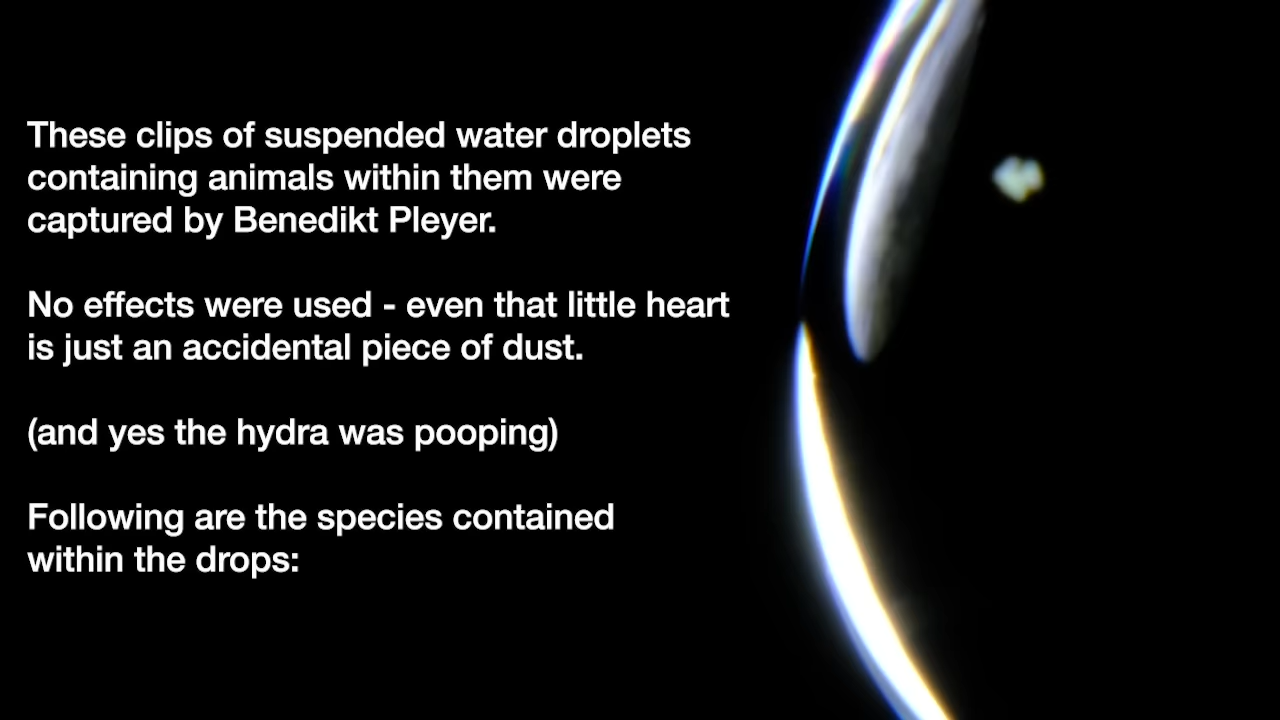 These clips of suspended water droplets
containing animals within them were
captured by Benedikt Pleyer.
No effects were used - even that little heart
is just an accidental piece of dust.
(and yes the hydra was pooping)
Following are the species contained
within the drops: